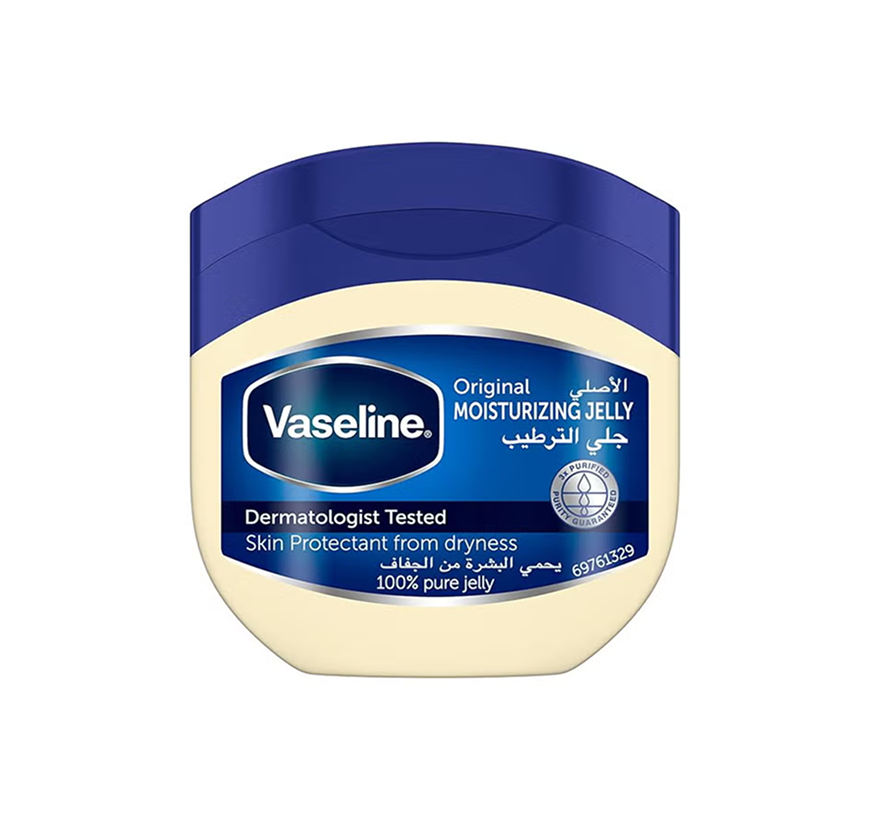 Vaseline®
Original الأصلي
MOISTURIZING JELLY
جلي الترطيب
3x PURIFIED
PURITY GUARANTEED
Dermatologist Tested
Skin Protectant from dryness
يحمي البشرة من الجفاف
100% pure jelly
69761329